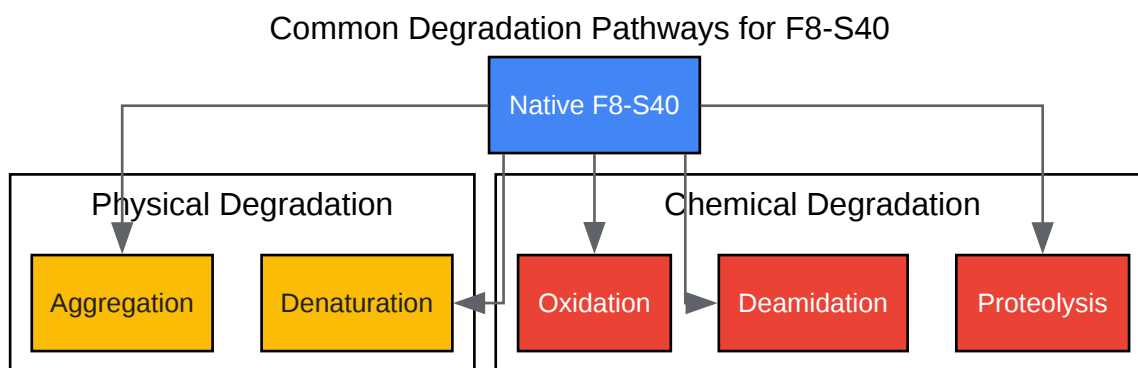 Common Degradation Pathways for F8-S40
Native F8-S40
Physical Degradation
Chemical Degradation
Aggregation
Denaturation
Oxidation
Deamidation
Proteolysis